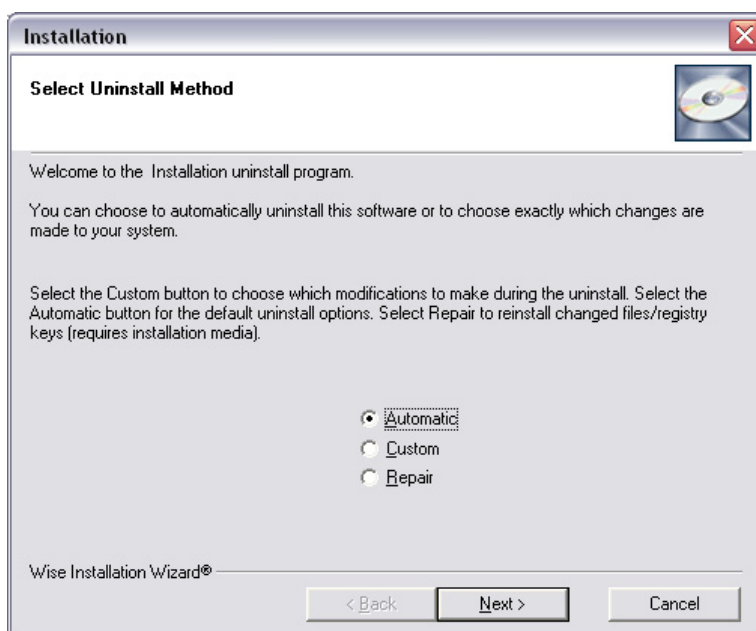 Installation
Select Uninstall Method
Welcome to the  Installation uninstall program.
You can choose to automatically uninstall this software or to choose exactly which changes are
made to your system.
Select the Custom button to choose which modifications to make during the uninstall. Select the
Automatic button for the default uninstall options. Select Repair to reinstall changed files/registry
keys (requires installation media).
Automatic
Custom
Repair
Wise Installation Wizard®
< Back
Next >
Cancel